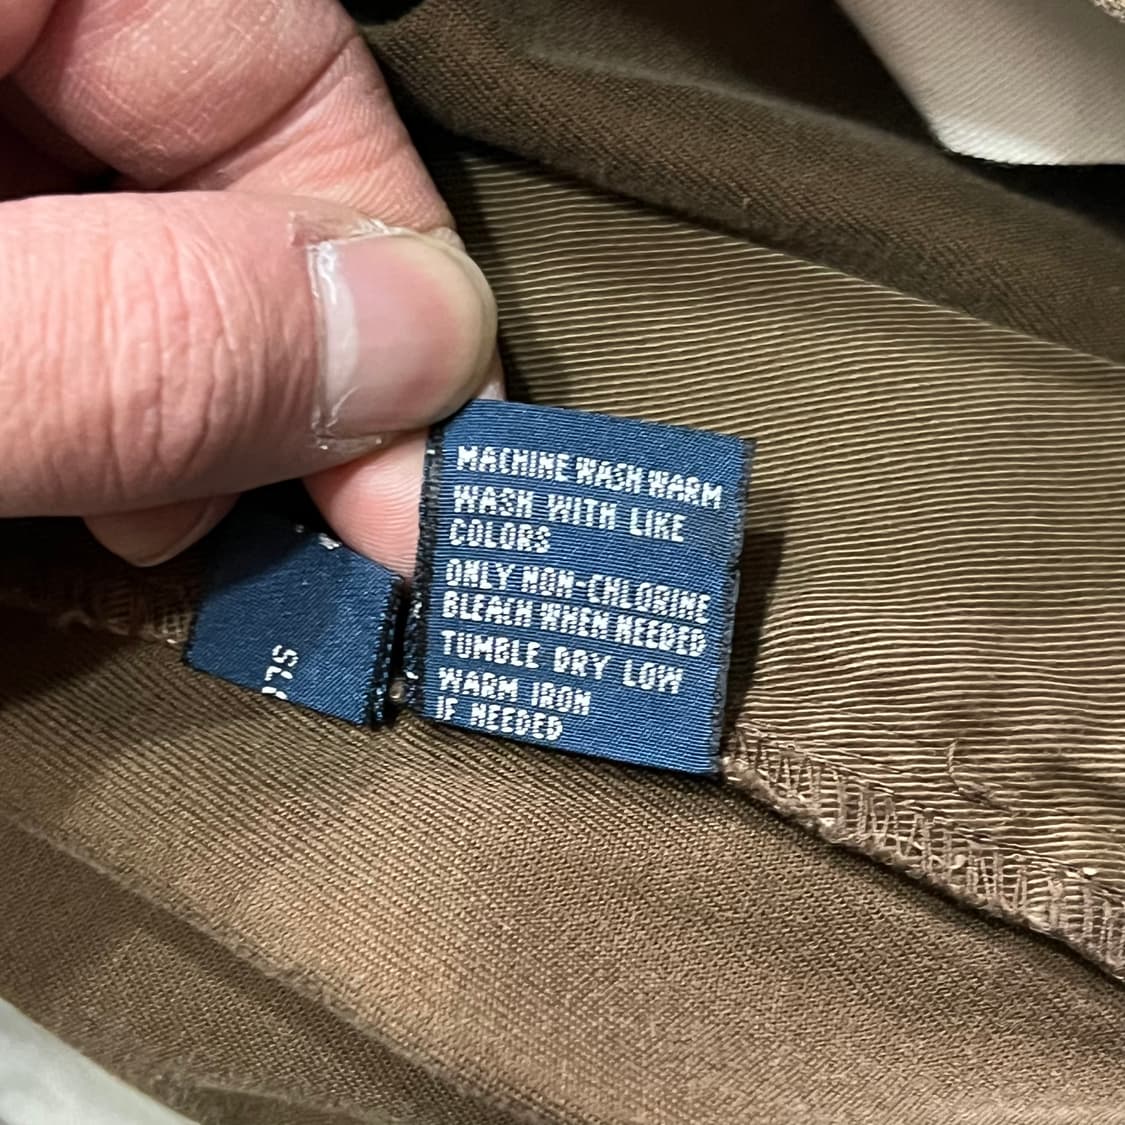 MACHINE WASH WARM
WASH WITH LIKE
COLORS
ONLY NON-CHLORINE
BLEACH WHEN NEEDED
TUMBLE DRY LOW
WARM IRON
IF NEEDED